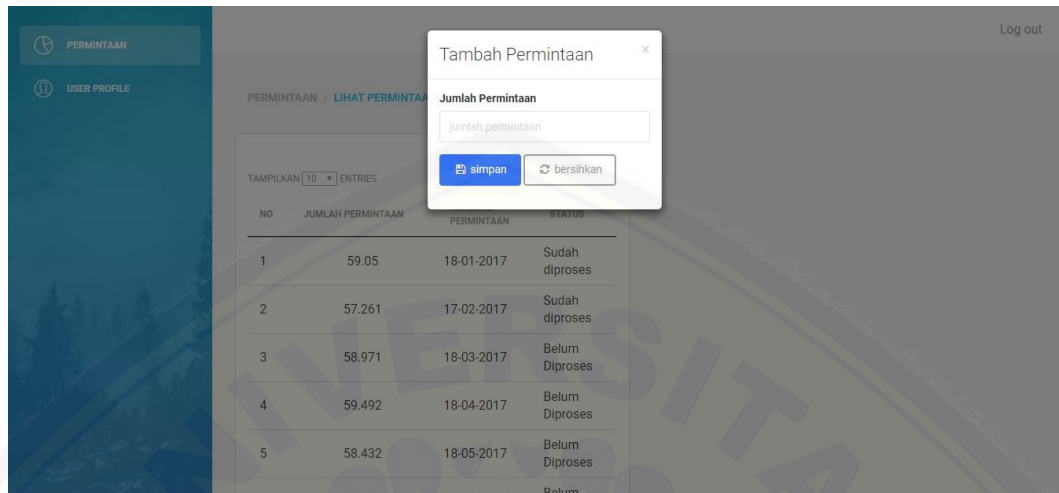 Log out
PERMINTAAN
USER PROFILE
Tambah Permintaan ×
Jumlah Permintaan
jumlah permintaan
simpan bersihkan
PERMINTAAN / LIHAT PERMINTAA
TAMPILKAN 10 ENTRIES
NO JUMLAH PERMINTAAN PERMINTAAN STATUS
1 59.05 18-01-2017 Sudah diproses
2 57.261 17-02-2017 Sudah diproses
3 58.971 18-03-2017 Belum Diproses
4 59.492 18-04-2017 Belum Diproses
5 58.432 18-05-2017 Belum Diproses
Belum
UNIVERSITA